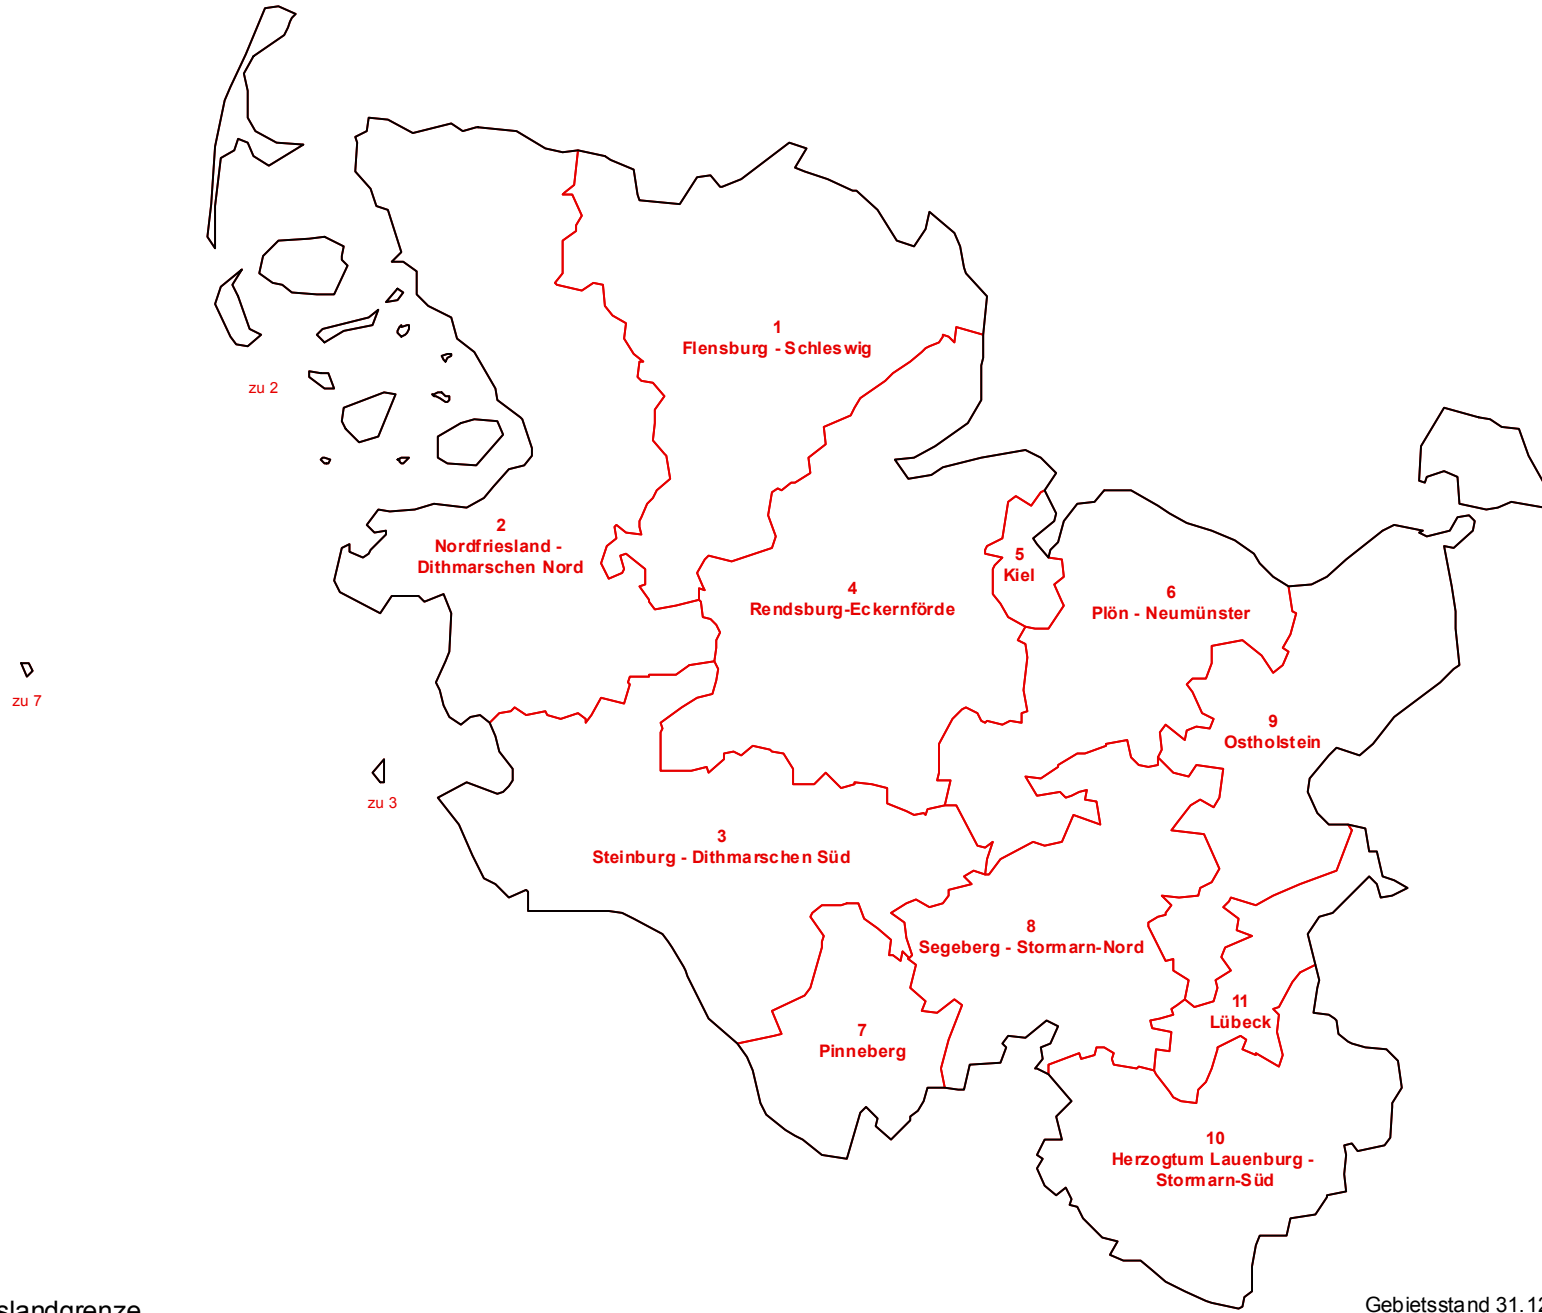 1
Flensburg - Schleswig
zu 2
2
Nordfriesland -
Dithmarschen Nord
5
Kiel
4
Rendsburg-Eckernförde
6
Plön - Neumünster
zu 7
9
Ostholstein
zu 3
3
Steinburg - Dithmarschen Süd
8
Segeberg - Stormarn-Nord
11
Lübeck
7
Pinneberg
10
Herzogtum Lauenburg -
Stormarn-Süd
slandgrenze
Gebietsstand 31.12